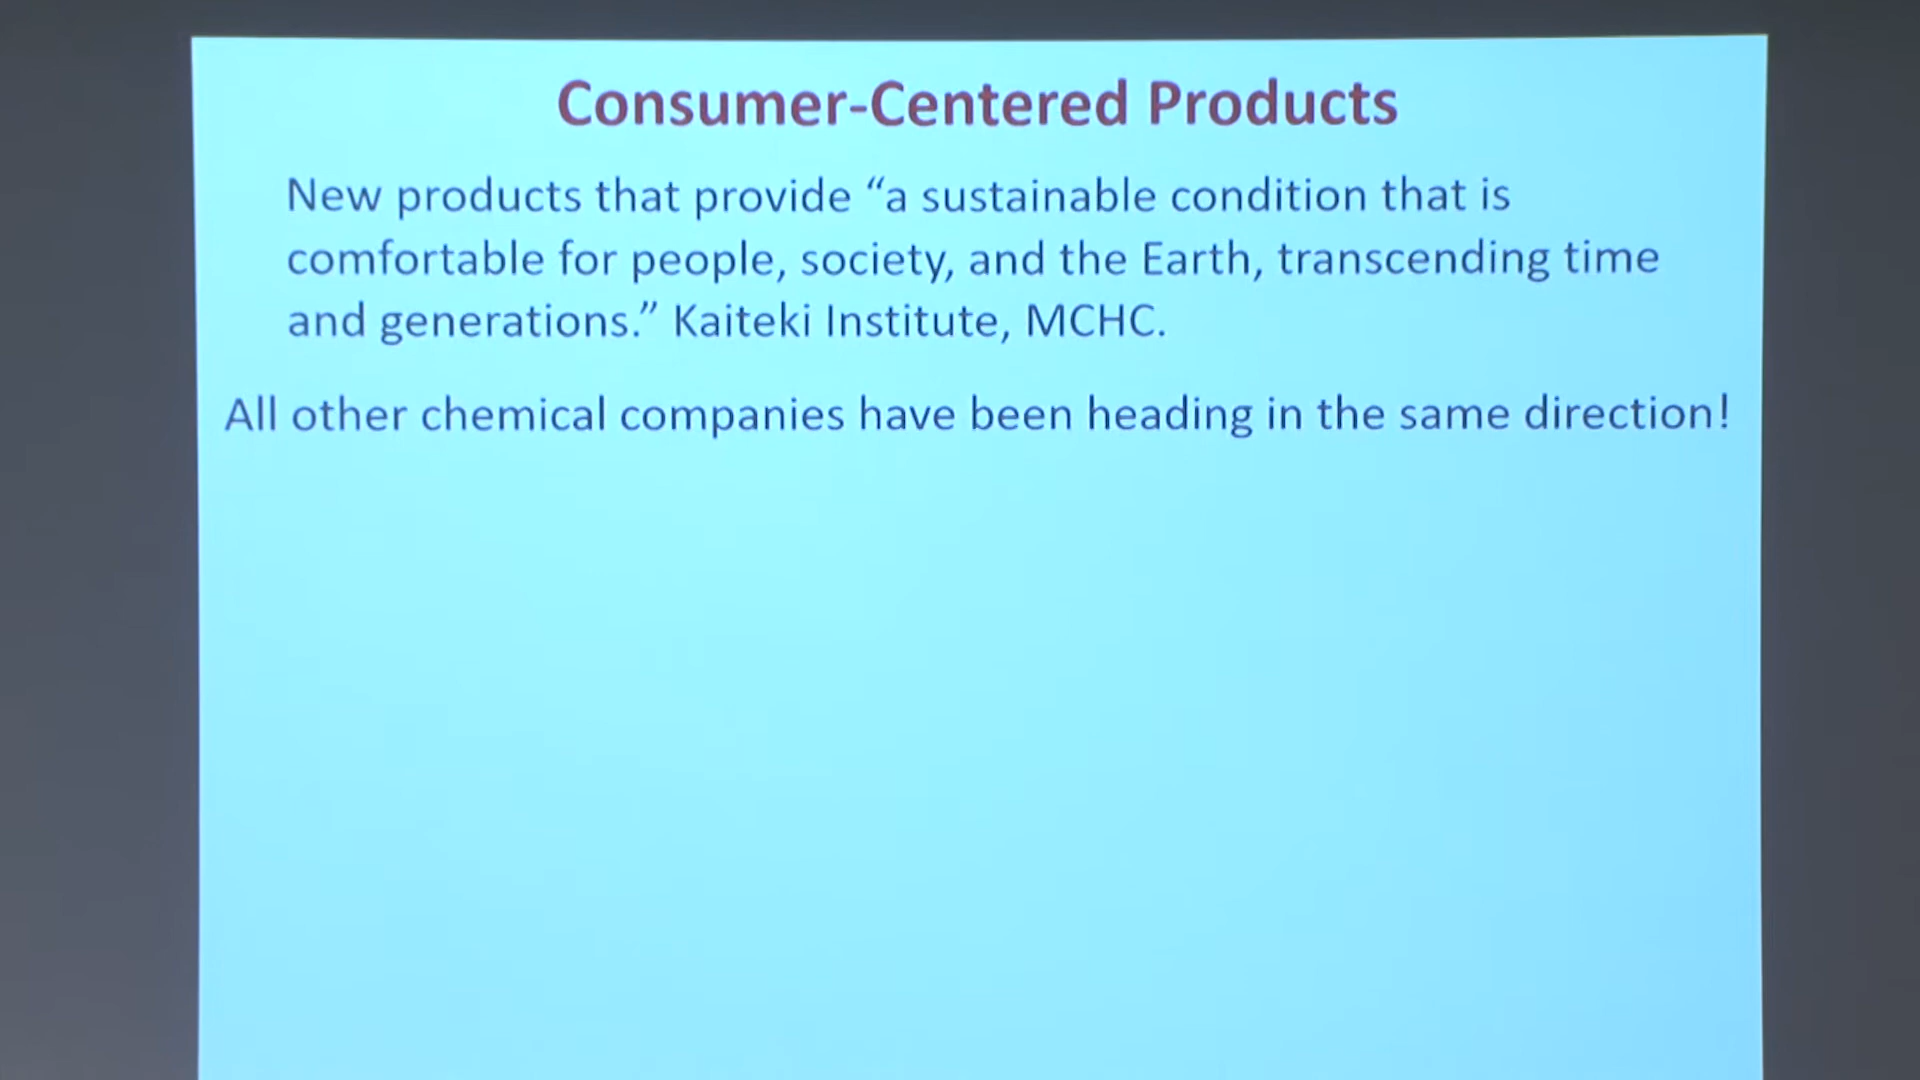 Consumer-Centered Products
New products that provide “a sustainable condition that is
comfortable for people, society, and the Earth, transcending time
and generations.” Kaiteki Institute, MCHC.
All other chemical companies have been heading in the same direction!